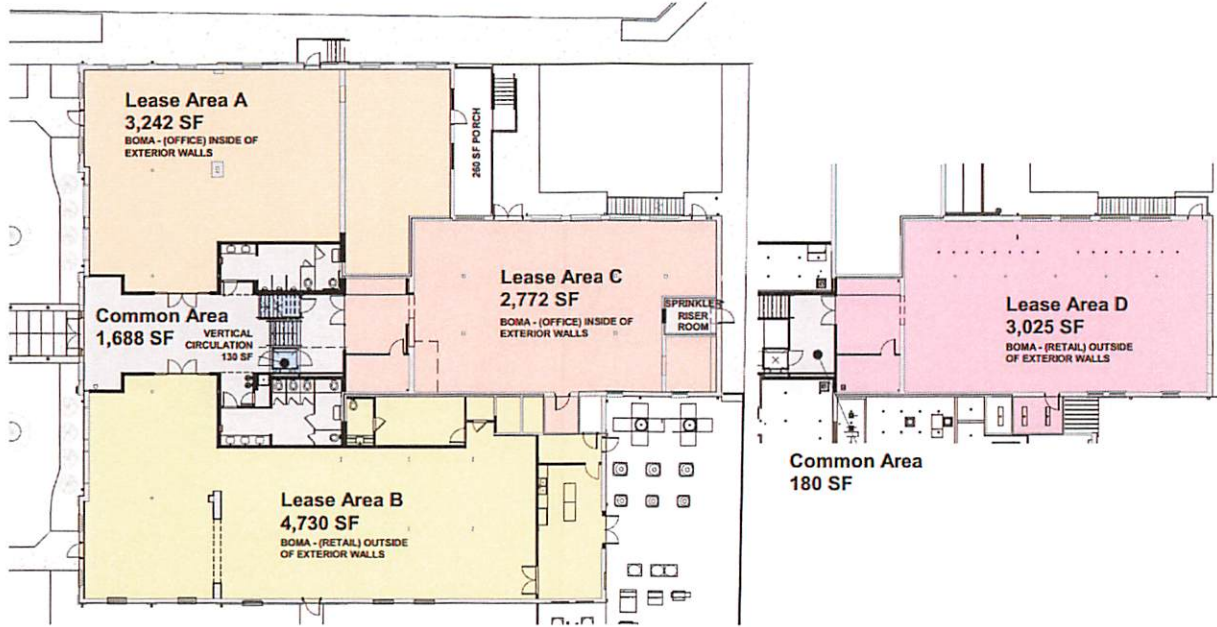 Lease Area A
3,242 SF
BOMA - (OFFICE) INSIDE OF
EXTERIOR WALLS
260 SF PORCH
Lease Area C
2,772 SF
BOMA - (OFFICE) INSIDE OF
EXTERIOR WALLS
SPRINKLER
RISER
ROOM
Common Area
1,688 SF
VERTICAL
CIRCULATION
130 SF
Lease Area B
4,730 SF
BOMA - (RETAIL) OUTSIDE
OF EXTERIOR WALLS
Lease Area D
3,025 SF
BOMA - (RETAIL) OUTSIDE
OF EXTERIOR WALLS
Common Area
180 SF